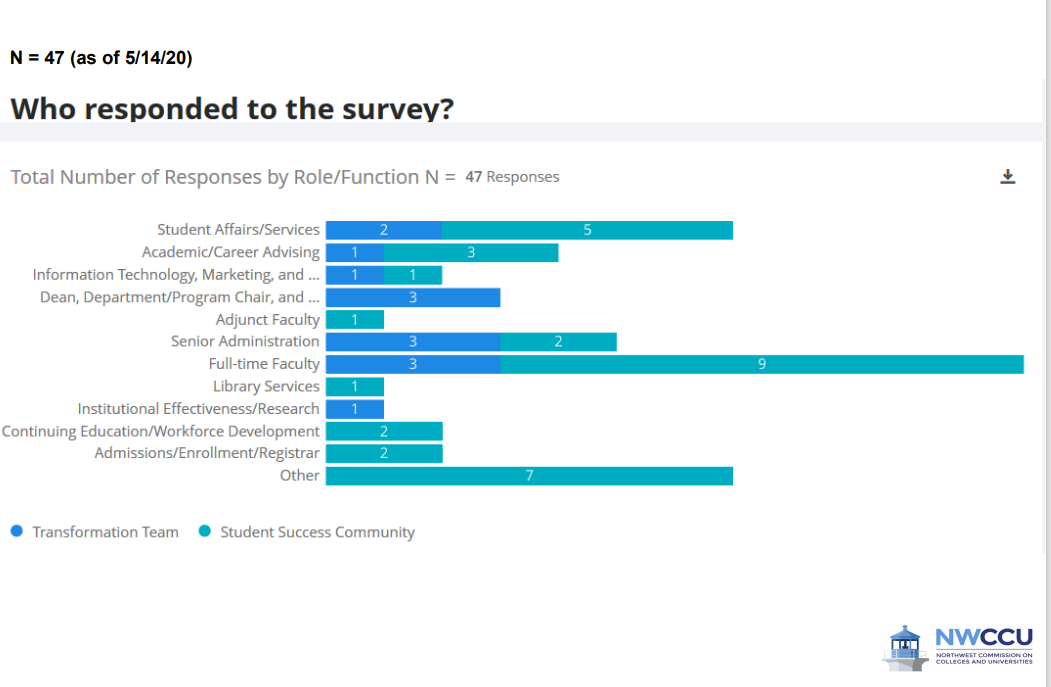 N = 47 (as of 5/14/20)
Who responded to the survey?
Total Number of Responses by Role/Function N = 47 Responses
Student Affairs/Services 2 5
Academic/Career Advising 1 3
Information Technology, Marketing, and ... 1 1
Dean, Department/Program Chair, and ... 3
Adjunct Faculty 1
Senior Administration 3 2
Full-time Faculty 3 9
Library Services 1
Institutional Effectiveness/Research 1
Continuing Education/Workforce Development 2
Admissions/Enrollment/Registrar 2
Other 7
Transformation Team Student Success Community
NWCCU
NORTHWEST COMMISSION ON
COLLEGES AND UNIVERSITIES